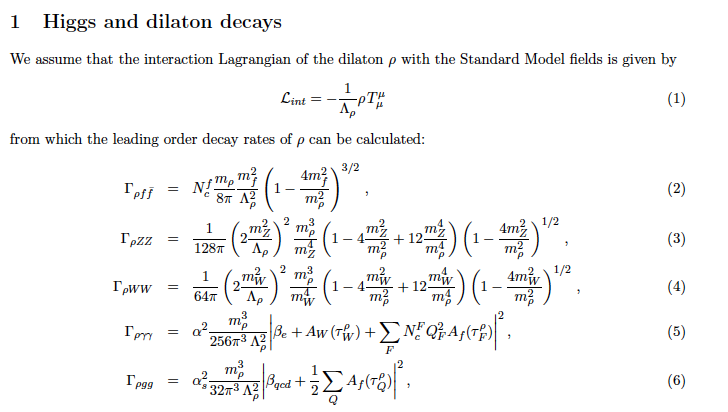 1 Higgs and dilaton decays
We assume that the interaction Lagrangian of the dilaton ρ with the Standard Model fields is given by
$\mathcal{L}_{int} = -\frac{1}{\Lambda_\rho} \rho T^\mu_\mu$ (1)
from which the leading order decay rates of ρ can be calculated:
$\Gamma_{\rho f\bar{f}} = N_c^f \frac{m_\rho}{8\pi} \frac{m_f^2}{\Lambda_\rho^2} \left(1 - \frac{4m_f^2}{m_\rho^2}\right)^{3/2},$ (2)
$\Gamma_{\rho ZZ} = \frac{1}{128\pi} \left(2\frac{m_Z^2}{\Lambda_\rho}\right)^2 \frac{m_\rho^3}{m_Z^4} \left(1 - 4\frac{m_Z^2}{m_\rho^2} + 12\frac{m_Z^4}{m_\rho^4}\right) \left(1 - \frac{4m_Z^2}{m_\rho^2}\right)^{1/2},$ (3)
$\Gamma_{\rho WW} = \frac{1}{64\pi} \left(2\frac{m_W^2}{\Lambda_\rho}\right)^2 \frac{m_\rho^3}{m_W^4} \left(1 - 4\frac{m_W^2}{m_\rho^2} + 12\frac{m_W^4}{m_\rho^4}\right) \left(1 - \frac{4m_W^2}{m_\rho^2}\right)^{1/2},$ (4)
$\Gamma_{\rho\gamma\gamma} = \alpha^2 \frac{m_\rho^3}{256\pi^3 \Lambda_\rho^2} \left|\beta_e + A_W(\tau_W^\rho) + \sum_F N_c^F Q_F^2 A_f(\tau_F^\rho)\right|^2,$ (5)
$\Gamma_{\rho gg} = \alpha_s^2 \frac{m_\rho^3}{32\pi^3 \Lambda_\rho^2} \left|\beta_{qcd} + \frac{1}{2} \sum_Q A_f(\tau_Q^\rho)\right|^2,$ (6)